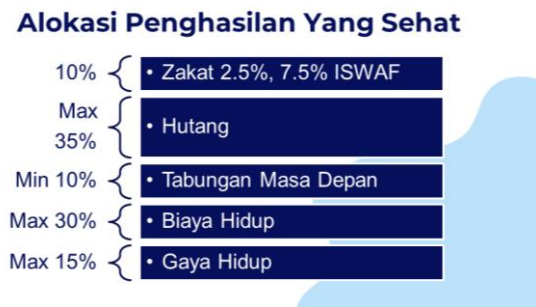 Alokasi Penghasilan Yang Sehat
10% • Zakat 2.5%, 7.5% ISWAF
Max 35% • Hutang
Min 10% • Tabungan Masa Depan
Max 30% • Biaya Hidup
Max 15% • Gaya Hidup